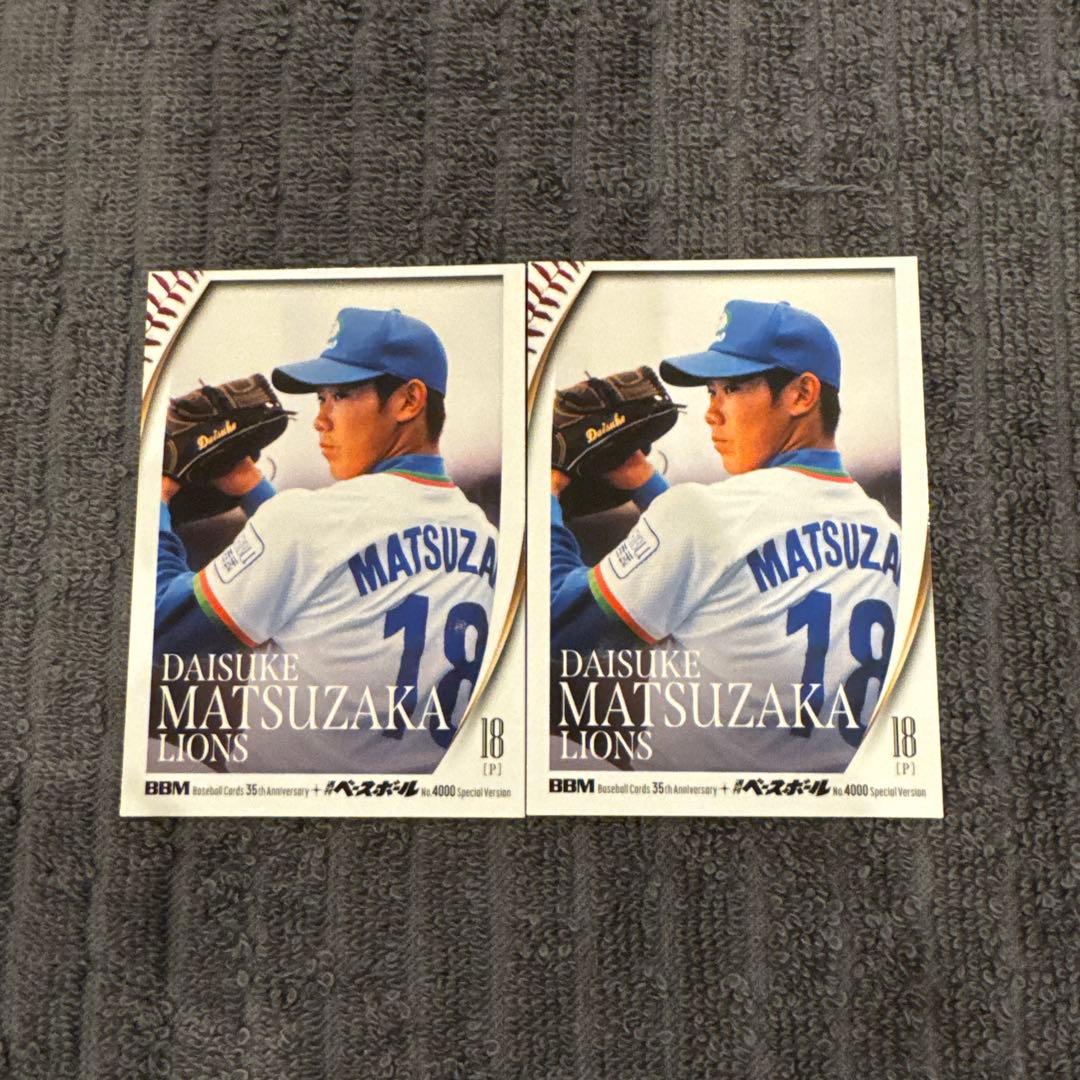 Daisuke
MATSUZA
18
DAISUKE
MATSUZAKA
LIONS
18
[P]
BBM Baseball Cards 35th Anniversary + 週刊ベースボール No.4000 Special Version
Daisuke
MATSUZA
18
DAISUKE
MATSUZAKA
LIONS
18
[P]
BBM Baseball Cards 35th Anniversary + 週刊ベースボール No.4000 Special Version